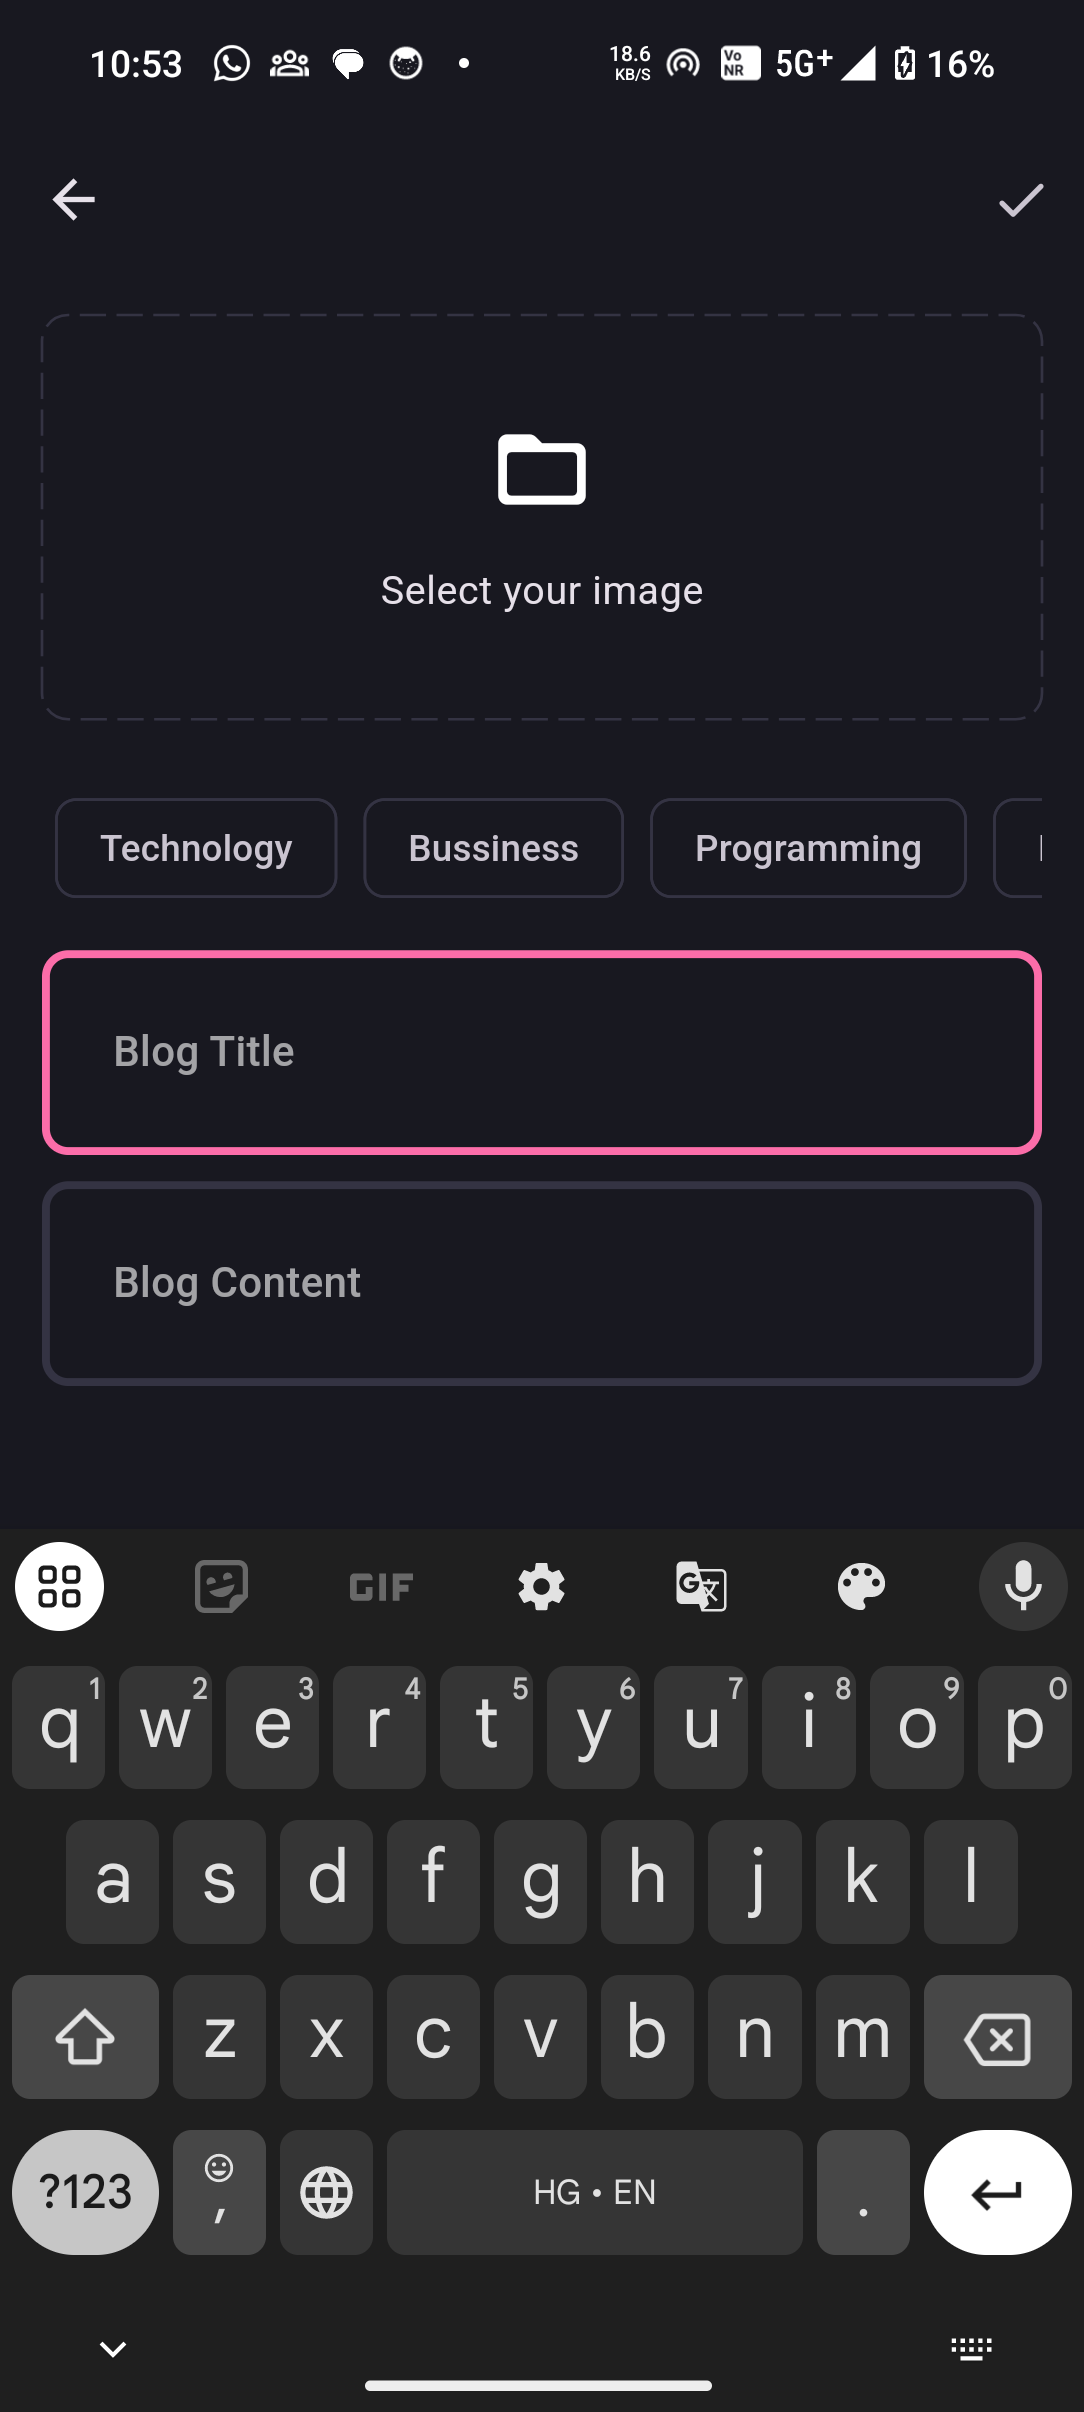 10:53 18.6 KB/S Vo NR 5G+ 16%
Select your image
Technology Bussiness Programming
Blog Title
Blog Content
GIF G 文
q 1 w 2 e 3 r 4 t 5 y 6 u 7 i 8 o 9 p 0
a s d f g h j k l
z x c v b n m
?123 , HG • EN .